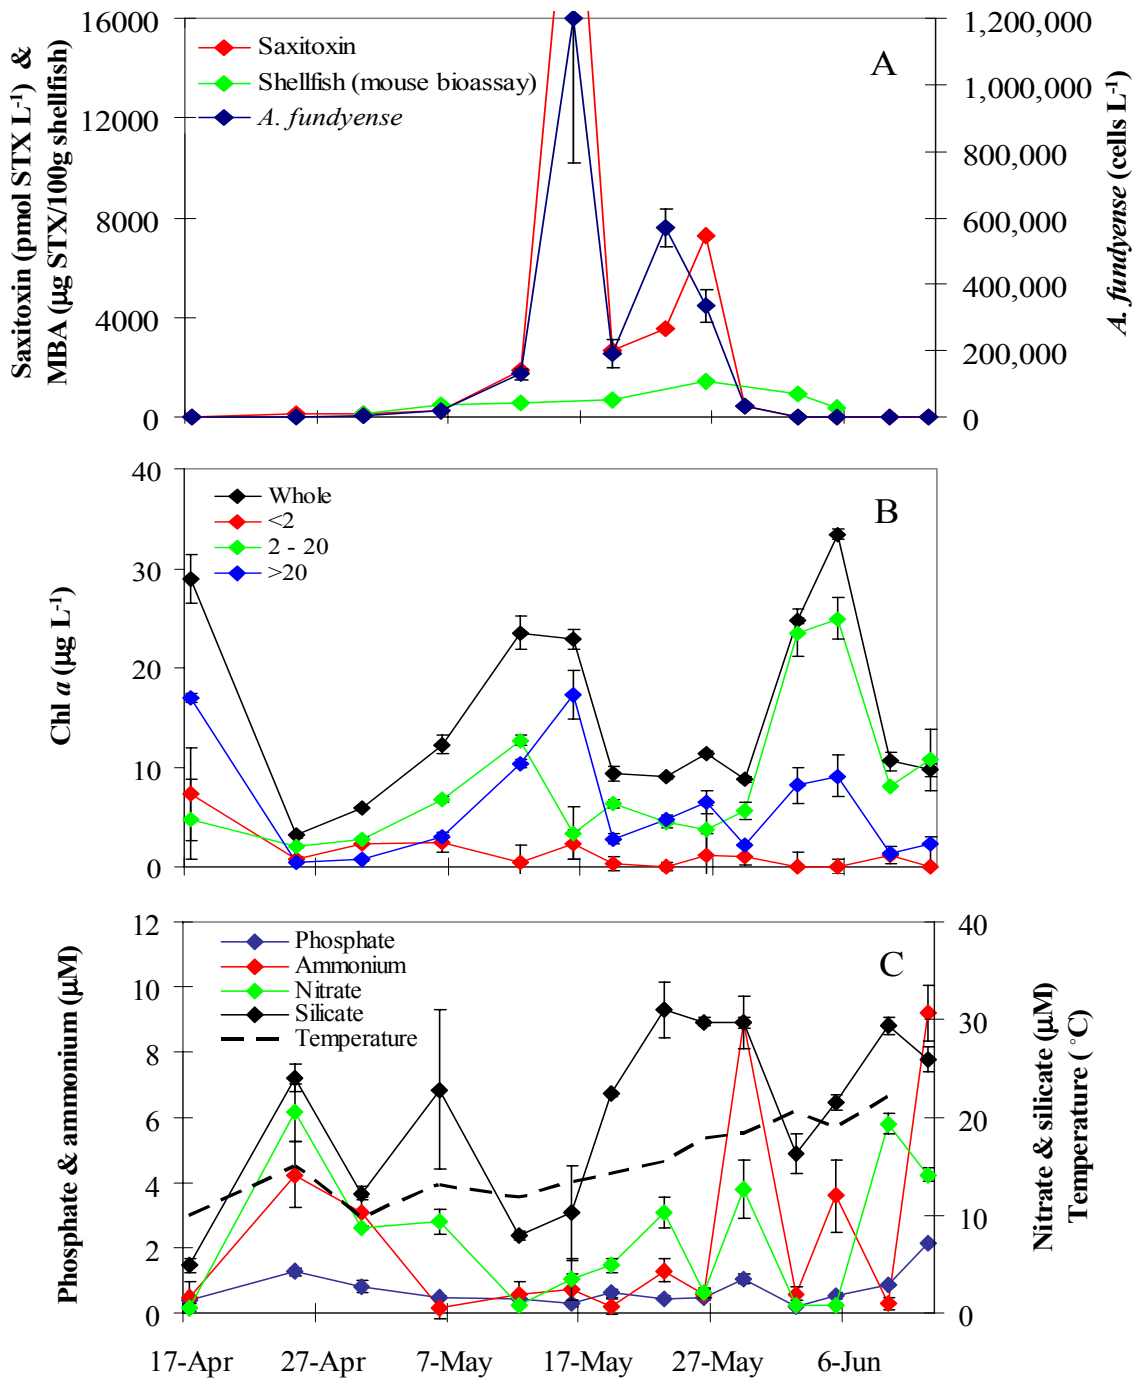 Saxitoxin (pmol STX L-1) &
MBA (µg STX/100g shellfish)
16000
12000
8000
4000
0
Saxitoxin
Shellfish (mouse bioassay)
A. fundyense
A
1,200,000
1,000,000
800,000
600,000
400,000
200,000
0
A. fundyense (cells L-1)
Chl a (µg L-1)
40
30
20
10
0
Whole
<2
2 - 20
>20
B
Phosphate & ammonium (µM)
12
10
8
6
4
2
0
Phosphate
Ammonium
Nitrate
Silicate
Temperature
C
40
30
20
10
0
Nitrate & silicate (µM)
Temperature ( °C)
17-Apr 27-Apr 7-May 17-May 27-May 6-Jun